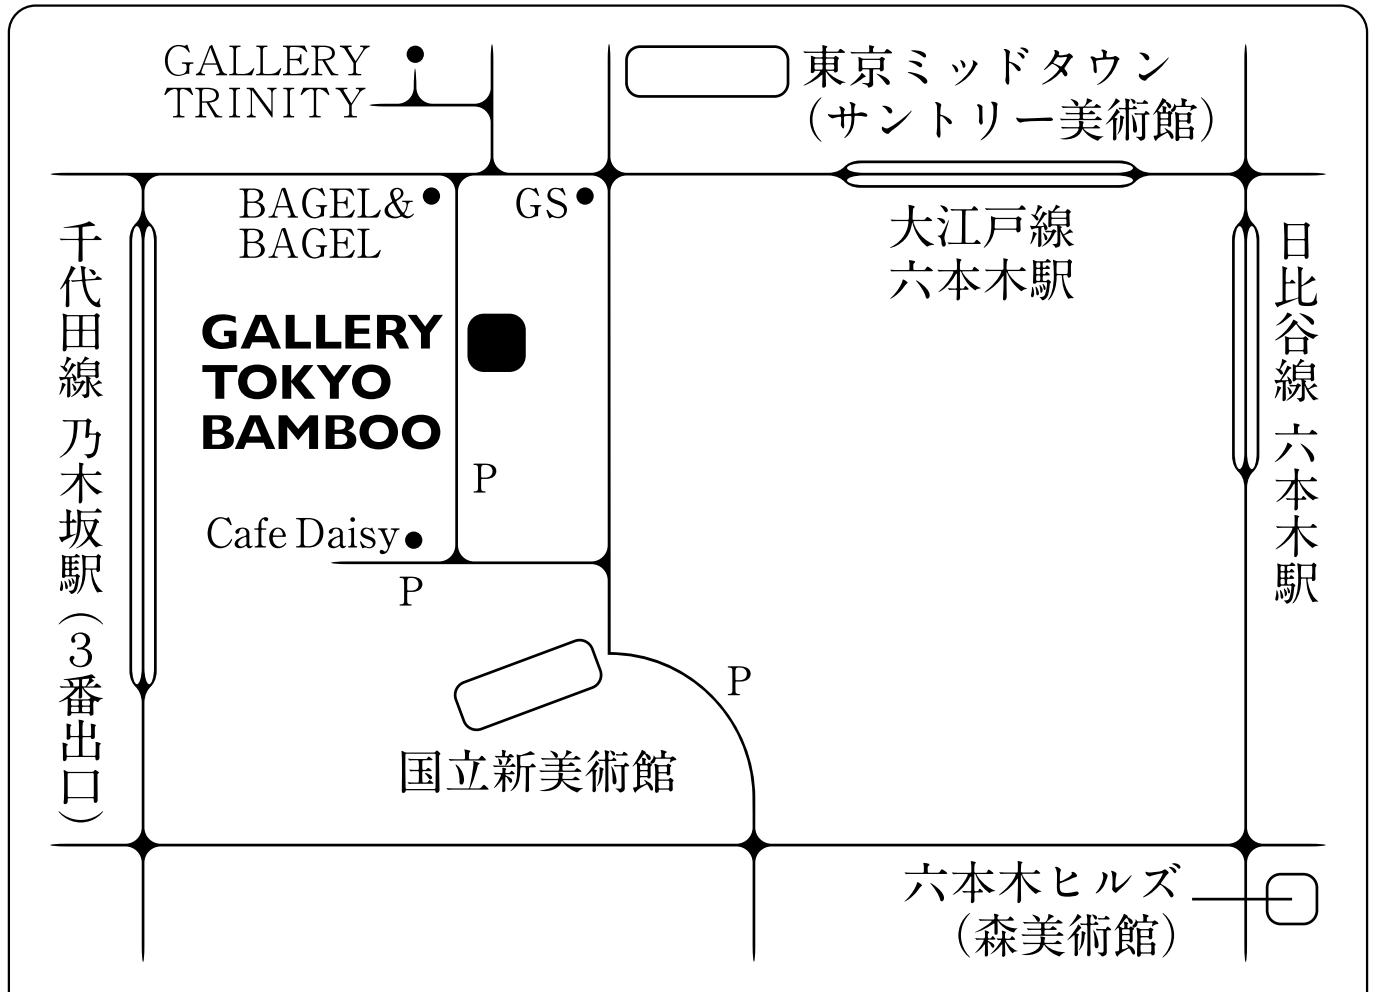 GALLERY
TRINITY
東京ミッドタウン
（サントリー美術館）
BAGEL&
BAGEL
GS
大江戸線
六本木駅
千代田線 乃木坂駅（3番出口）
日比谷線 六本木駅
GALLERY
TOKYO
BAMBOO
P
Cafe Daisy
P
P
国立新美術館
六本木ヒルズ
（森美術館）